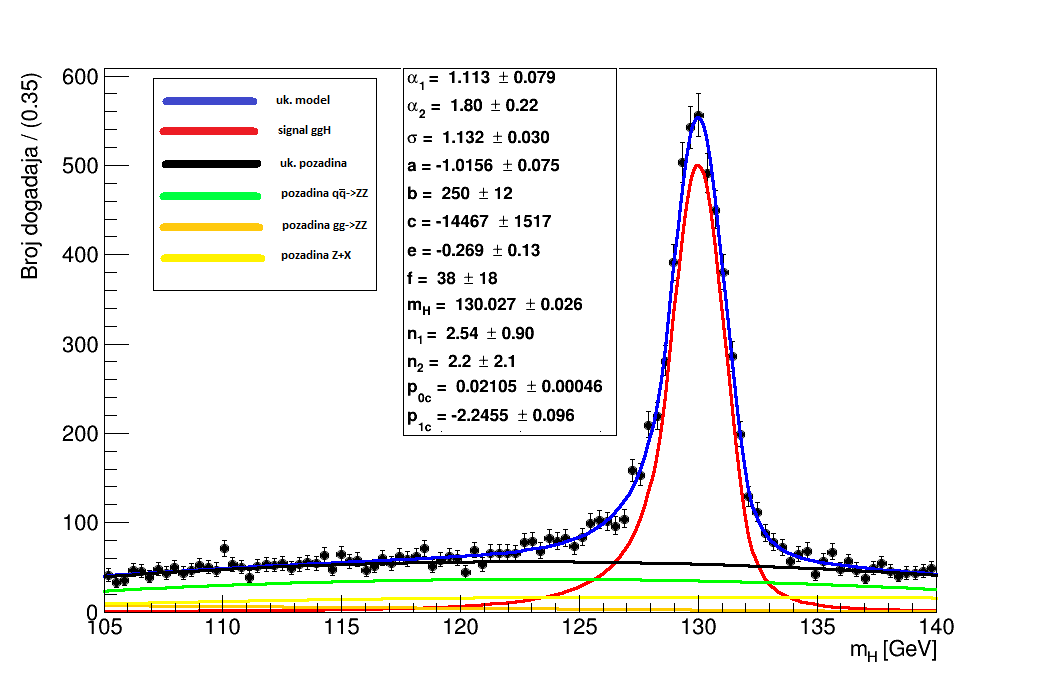 Broj dogadaja / (0.35)
600
500
400
300
200
100
0
uk. model
signal ggH
uk. pozadina
pozadina qq̄->ZZ
pozadina gg->ZZ
pozadina Z+X
α1 = 1.113 ± 0.079
α2 = 1.80 ± 0.22
σ = 1.132 ± 0.030
a = -1.0156 ± 0.075
b = 250 ± 12
c = -14467 ± 1517
e = -0.269 ± 0.13
f = 38 ± 18
mH = 130.027 ± 0.026
n1 = 2.54 ± 0.90
n2 = 2.2 ± 2.1
p0c = 0.02105 ± 0.00046
p1c = -2.2455 ± 0.096
105 110 115 120 125 130 135 140
mH [GeV]